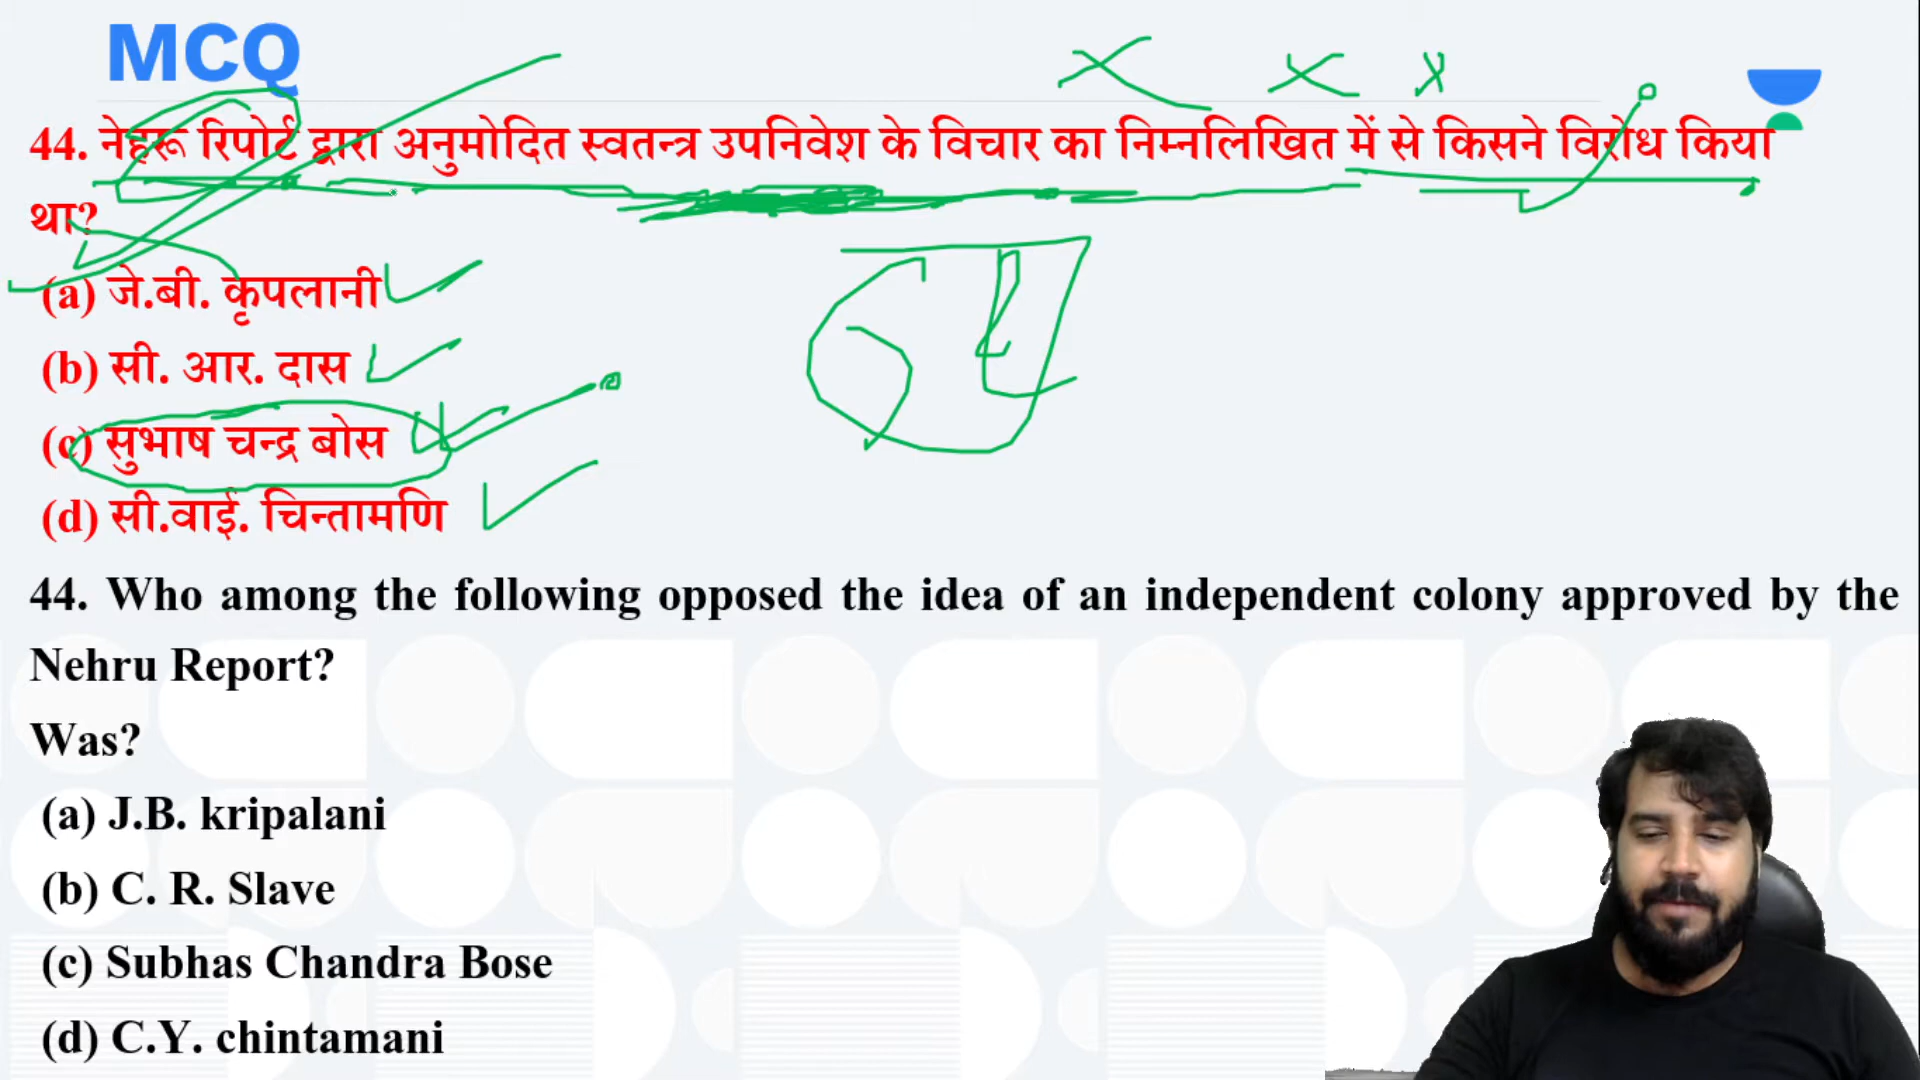 MCQ
44. नेहरू रिपोर्ट द्वारा अनुमोदित स्वतन्त्र उपनिवेश के विचार का निम्नलिखित में से किसने विरोध किया
था?
(a) जे.बी. कृपलानी
(b) सी. आर. दास
(c) सुभाष चन्द्र बोस
(d) सी.वाई. चिन्तामणि
44. Who among the following opposed the idea of an independent colony approved by the
Nehru Report?
Was?
(a) J.B. kripalani
(b) C. R. Slave
(c) Subhas Chandra Bose
(d) C.Y. chintamani